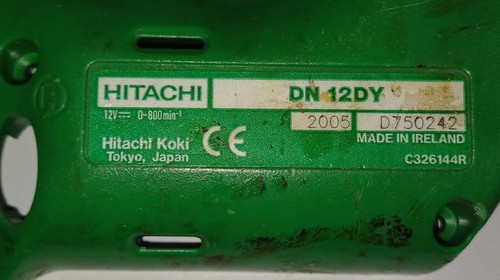 HITACHI DN 12DY
12V⎓ 0-800min⁻¹
2005 D750242
Hitachi Koki CE MADE IN IRELAND
Tokyo, Japan
C326144R